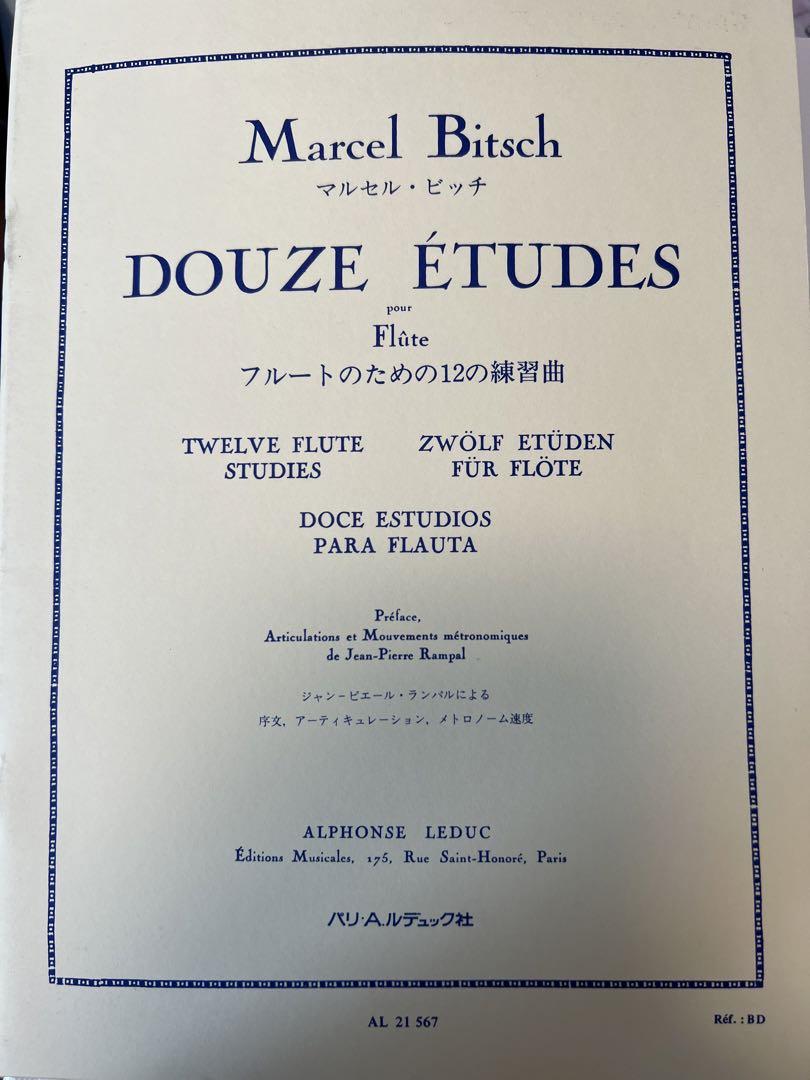 Marcel Bitsch
マルセル・ビッチ
DOUZE ÉTUDES
pour
Flûte
フルートのための12の練習曲
TWELVE FLUTE
STUDIES
ZWÖLF ETÜDEN
FÜR FLÖTE
DOCE ESTUDIOS
PARA FLAUTA
Préface,
Articulations et Mouvements métronomiques
de Jean-Pierre Rampal
ジャン−ピエール・ランパルによる
序文, アーティキュレーション, メトロノーム速度
ALPHONSE LEDUC
Éditions Musicales, 175, Rue Saint-Honoré, Paris
パリ・A.ルデュック社
AL 21 567
Réf. : BD